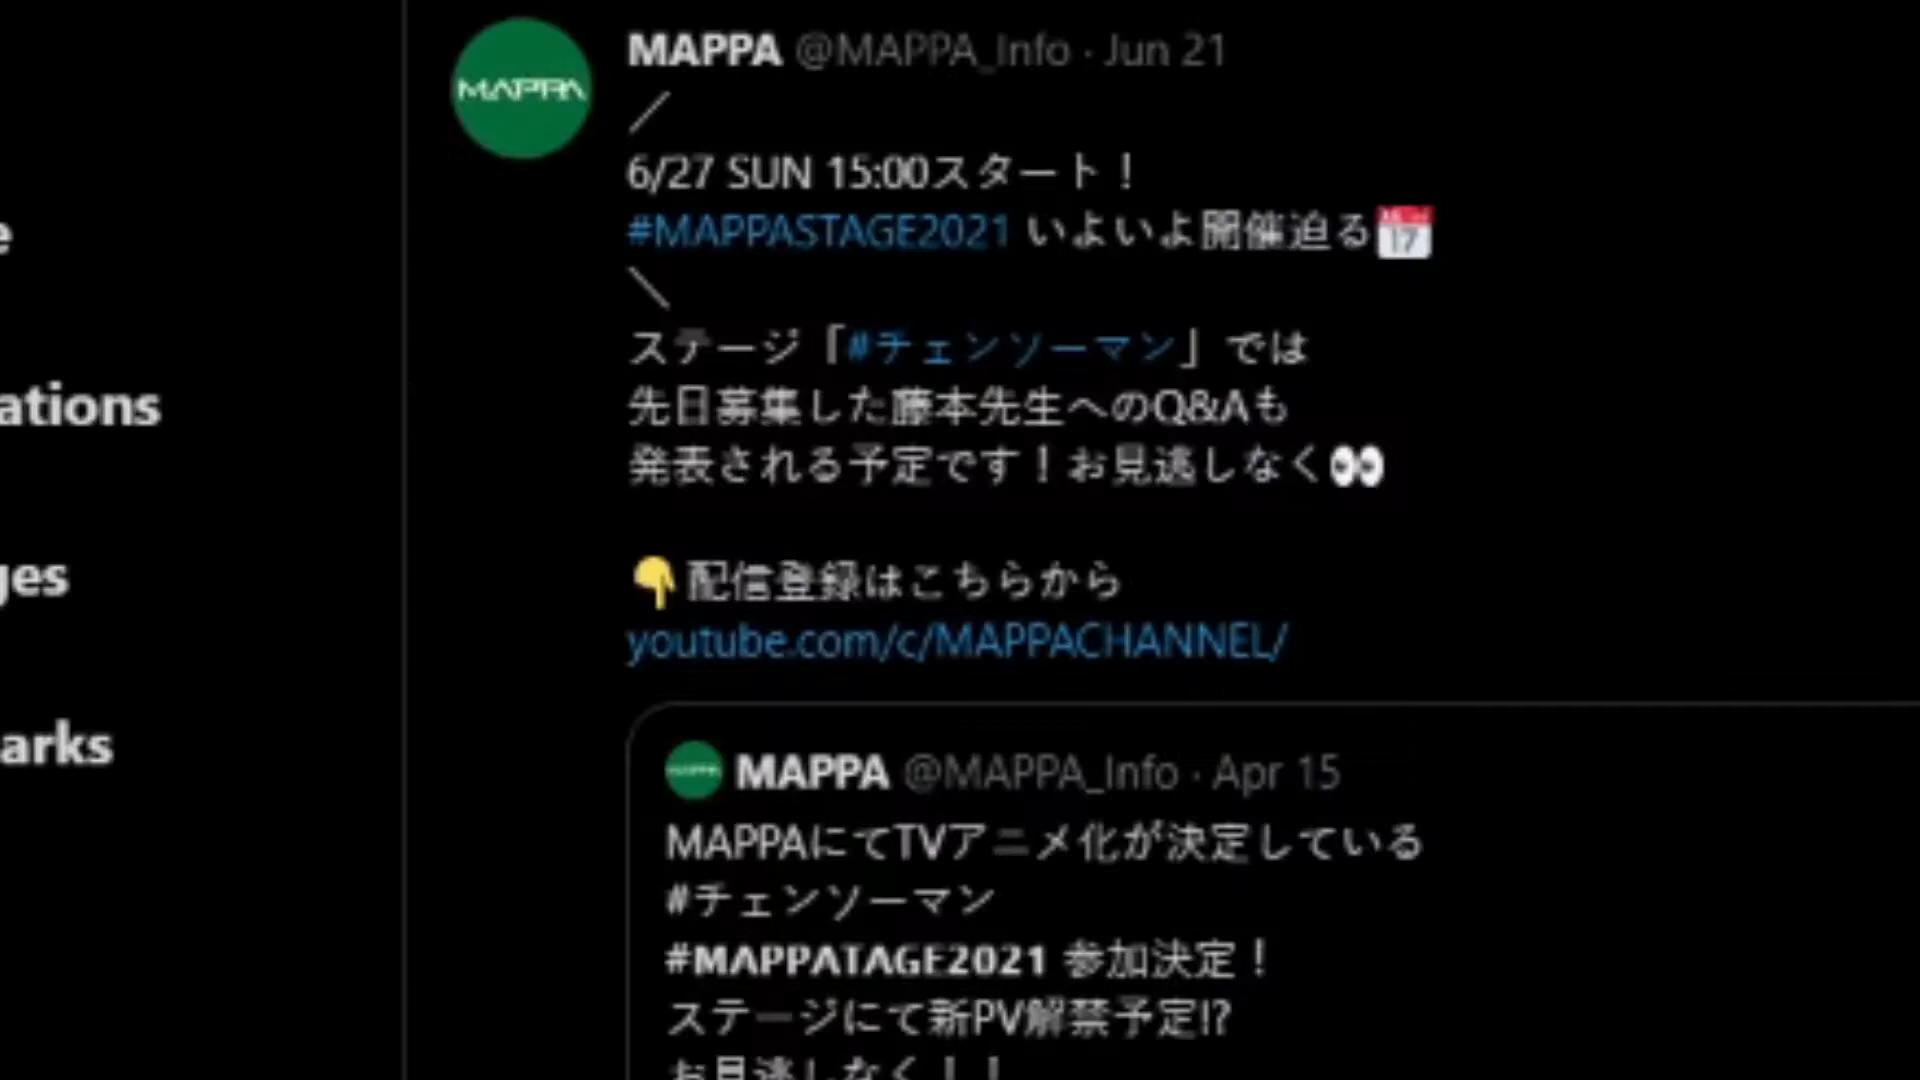 MAPPA
MAPPA @MAPPA_Info · Jun 21
／
6/27 SUN 15:00スタート！
#MAPPASTAGE2021 いよいよ開催迫る
17
＼
ステージ「#チェンソーマン」では
先日募集した藤本先生へのQ&Aも
発表される予定です！お見逃しなく👀
👇配信登録はこちらから
youtube.com/c/MAPPACHANNEL/
MAPPA @MAPPA_Info · Apr 15
MAPPAにてTVアニメ化が決定している
#チェンソーマン
#MAPPATAGE2021 参加決定！
ステージにて新PV解禁予定!?
お見逃しなく！！
e
ations
ges
arks